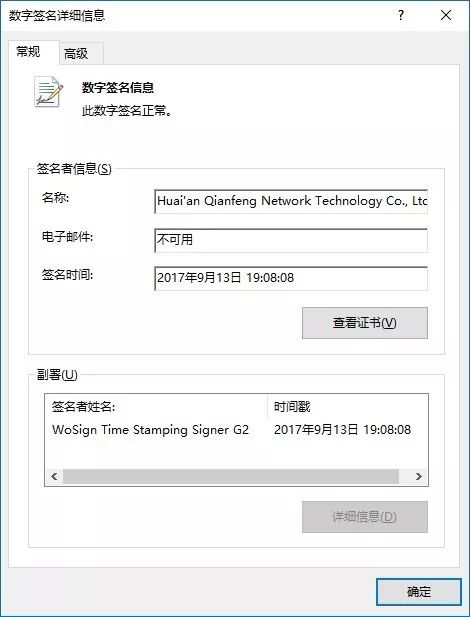 数字签名详细信息
?
常规
高级
数字签名信息
此数字签名正常。
签名者信息(S)
名称:
Huai'an Qianfeng Network Technology Co., Ltd
电子邮件:
不可用
签名时间:
2017年9月13日 19:08:08
查看证书(V)
副署(U)
签名者姓名:
时间戳
WoSign Time Stamping Signer G2
2017年9月13日 19:08:08
详细信息(D)
确定